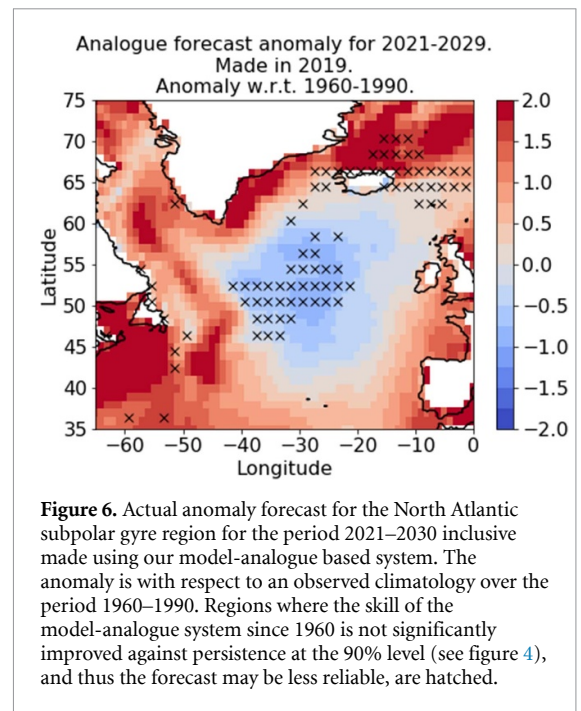 Analogue forecast anomaly for 2021-2029.
Made in 2019.
Anomaly w.r.t. 1960-1990.
75
70
65
60
55
50
45
40
35
Latitude
−60 −50 −40 −30 −20 −10 0
Longitude
2.0
1.5
1.0
0.5
0.0
−0.5
−1.0
−1.5
−2.0
Figure 6. Actual anomaly forecast for the North Atlantic
subpolar gyre region for the period 2021–2030 inclusive
made using our model-analogue based system. The
anomaly is with respect to an observed climatology over the
period 1960–1990. Regions where the skill of the
model-analogue system since 1960 is not significantly
improved against persistence at the 90% level (see figure 4),
and thus the forecast may be less reliable, are hatched.